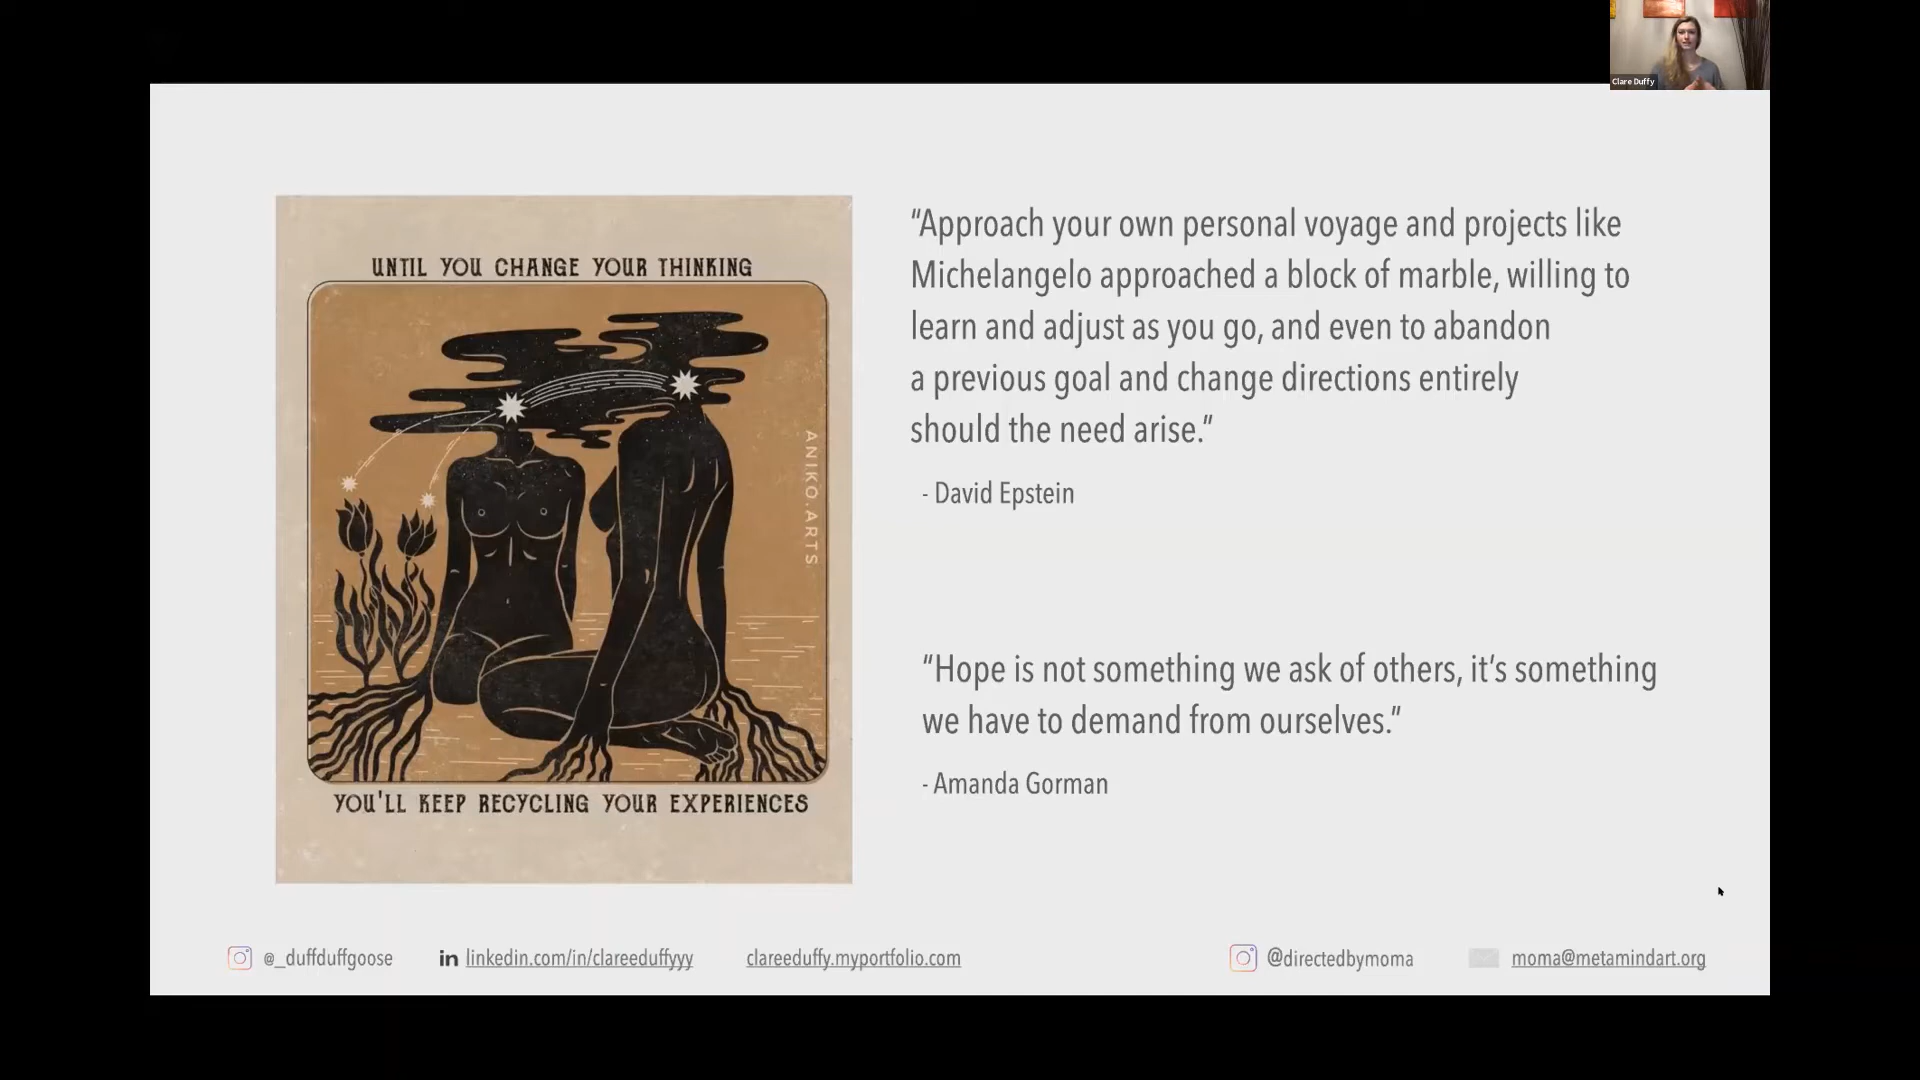 Clare Duffy
UNTIL YOU CHANGE YOUR THINKING
ANIKO.ARTS
YOU'LL KEEP RECYCLING YOUR EXPERIENCES
“Approach your own personal voyage and projects like
Michelangelo approached a block of marble, willing to
learn and adjust as you go, and even to abandon
a previous goal and change directions entirely
should the need arise.”
- David Epstein
“Hope is not something we ask of others, it’s something
we have to demand from ourselves.”
- Amanda Gorman
@_duffduffgoose
in linkedin.com/in/clareeduffyyy
clareeduffy.myportfolio.com
@directedbymoma
moma@metamindart.org